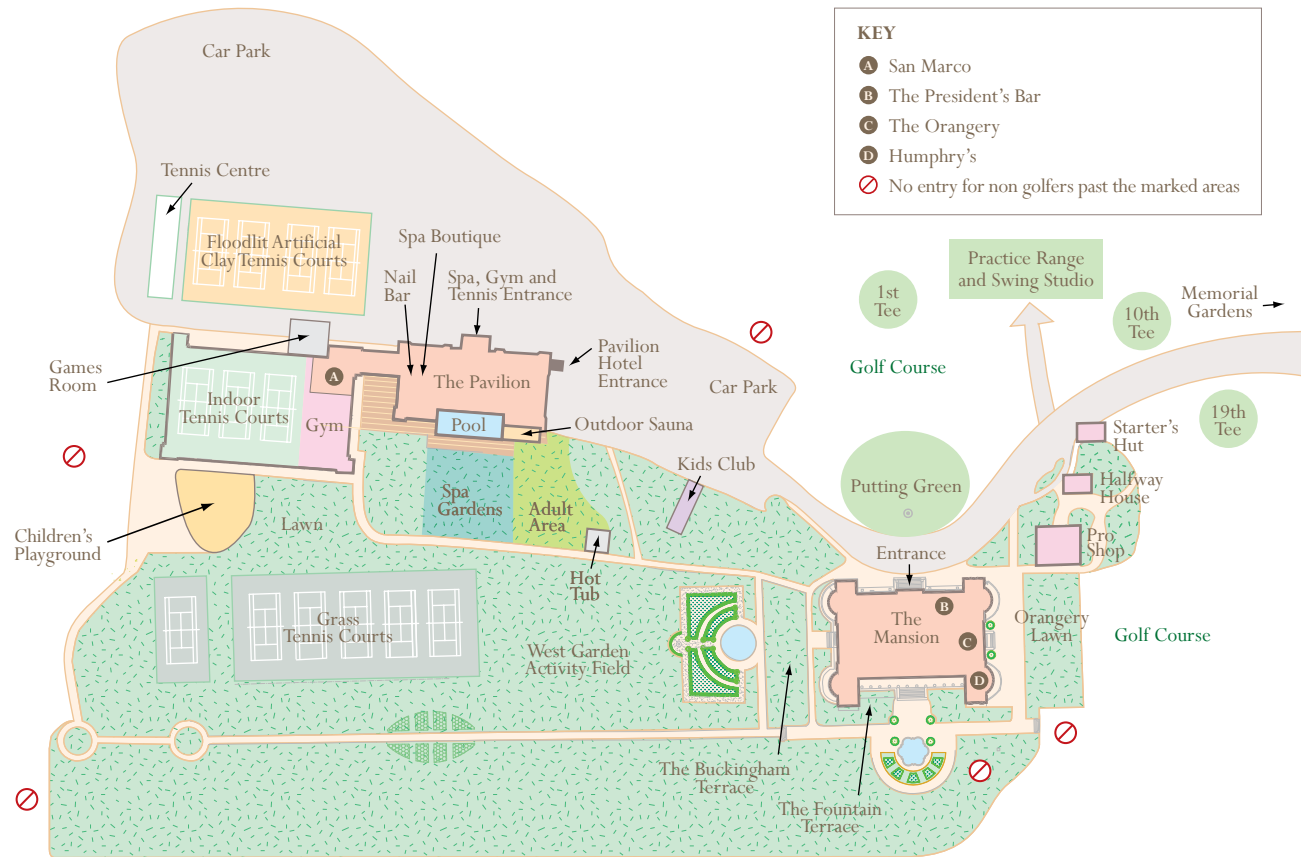 Car Park
KEY
A San Marco
B The President's Bar
C The Orangery
D Humphry's
No entry for non golfers past the marked areas
Tennis Centre
Floodlit Artificial
Clay Tennis Courts
Spa Boutique
Nail
Bar
Spa, Gym and
Tennis Entrance
Practice Range
and Swing Studio
1st
Tee
10th
Tee
Memorial
Gardens
Games
Room
A
The Pavilion
Pavilion
Hotel
Entrance
Car Park
Golf Course
Indoor
Tennis Courts
Gym
Pool
Outdoor Sauna
19th
Tee
Starter's
Hut
Kids Club
Putting Green
Halfway
House
Children's
Playground
Lawn
Spa
Gardens
Adult
Area
Pro
Shop
Entrance
Hot
Tub
Grass
Tennis Courts
West Garden
Activity Field
The
Mansion
B
C
D
Orangery
Lawn
Golf Course
The Buckingham
Terrace
The Fountain
Terrace